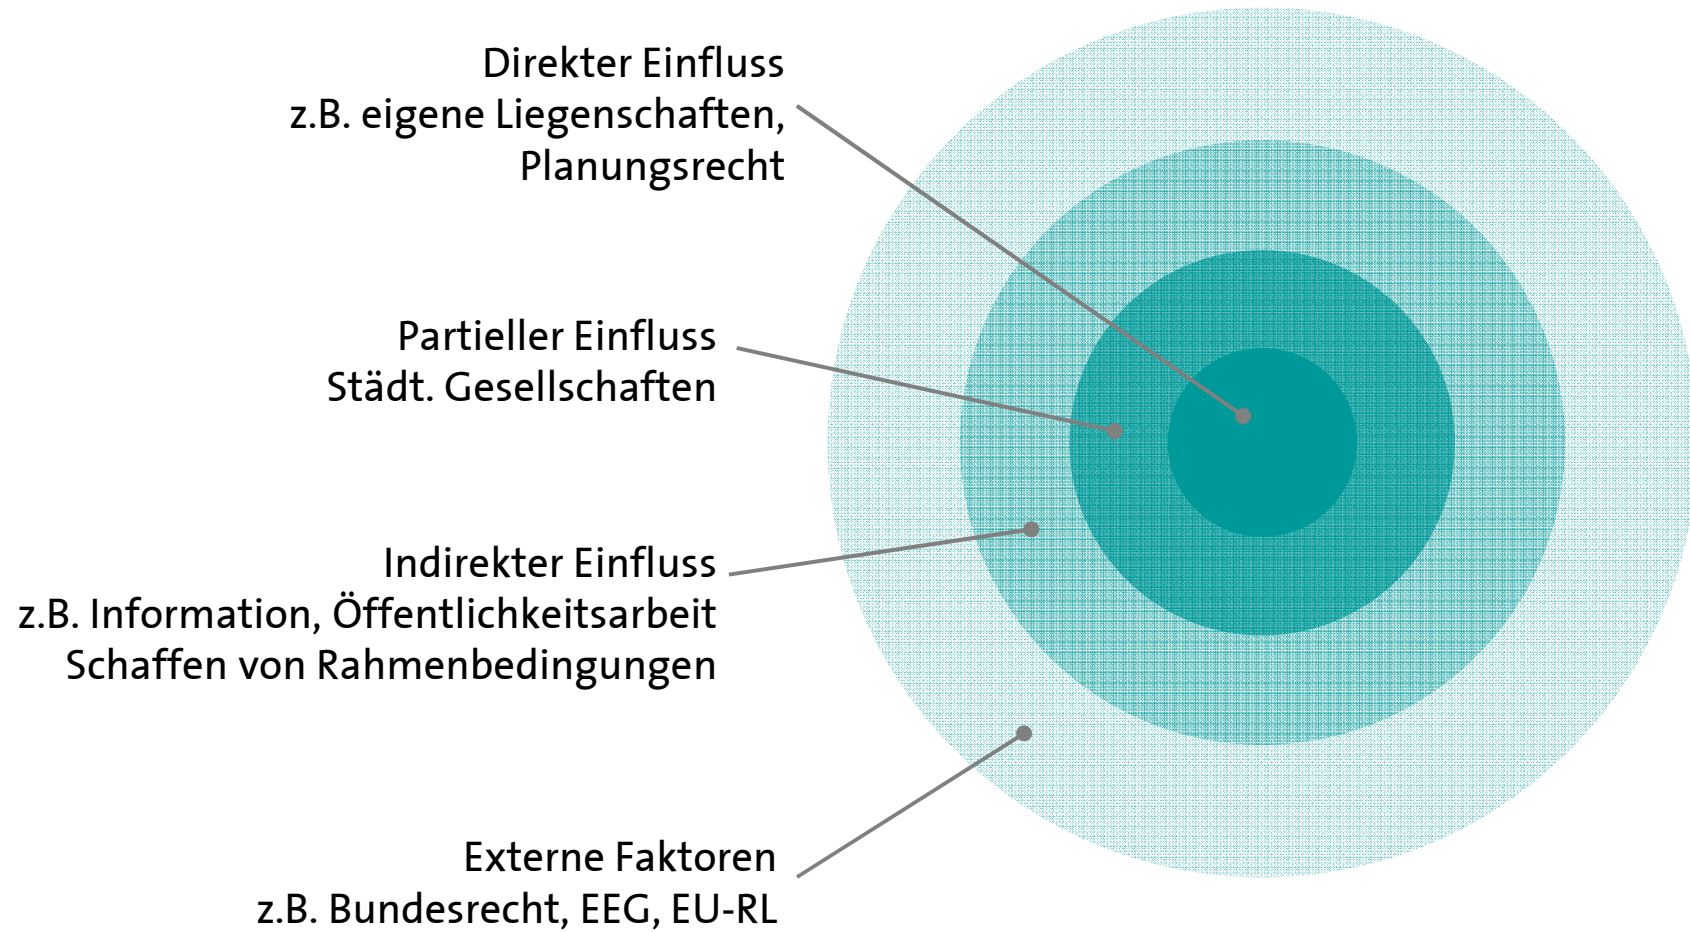 Direkter Einfluss
z.B. eigene Liegenschaften,
Planungsrecht
Partieller Einfluss
Städt. Gesellschaften
Indirekter Einfluss
z.B. Information, Öffentlichkeitsarbeit
Schaffen von Rahmenbedingungen
Externe Faktoren
z.B. Bundesrecht, EEG, EU-RL